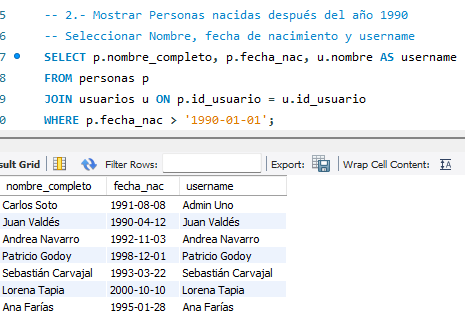 5 -- 2.- Mostrar Personas nacidas después del año 1990
6 -- Seleccionar Nombre, fecha de nacimiento y username
7 SELECT p.nombre_completo, p.fecha_nac, u.nombre AS username
8 FROM personas p
9 JOIN usuarios u ON p.id_usuario = u.id_usuario
0 WHERE p.fecha_nac > '1990-01-01';
sult Grid Filter Rows: Export: Wrap Cell Content:
nombre_completo fecha_nac username
Carlos Soto 1991-08-08 Admin Uno
Juan Valdés 1990-04-12 Juan Valdés
Andrea Navarro 1992-11-03 Andrea Navarro
Patricio Godoy 1998-12-01 Patricio Godoy
Sebastián Carvajal 1993-03-22 Sebastián Carvajal
Lorena Tapia 2000-10-10 Lorena Tapia
Ana Farías 1995-01-28 Ana Farías